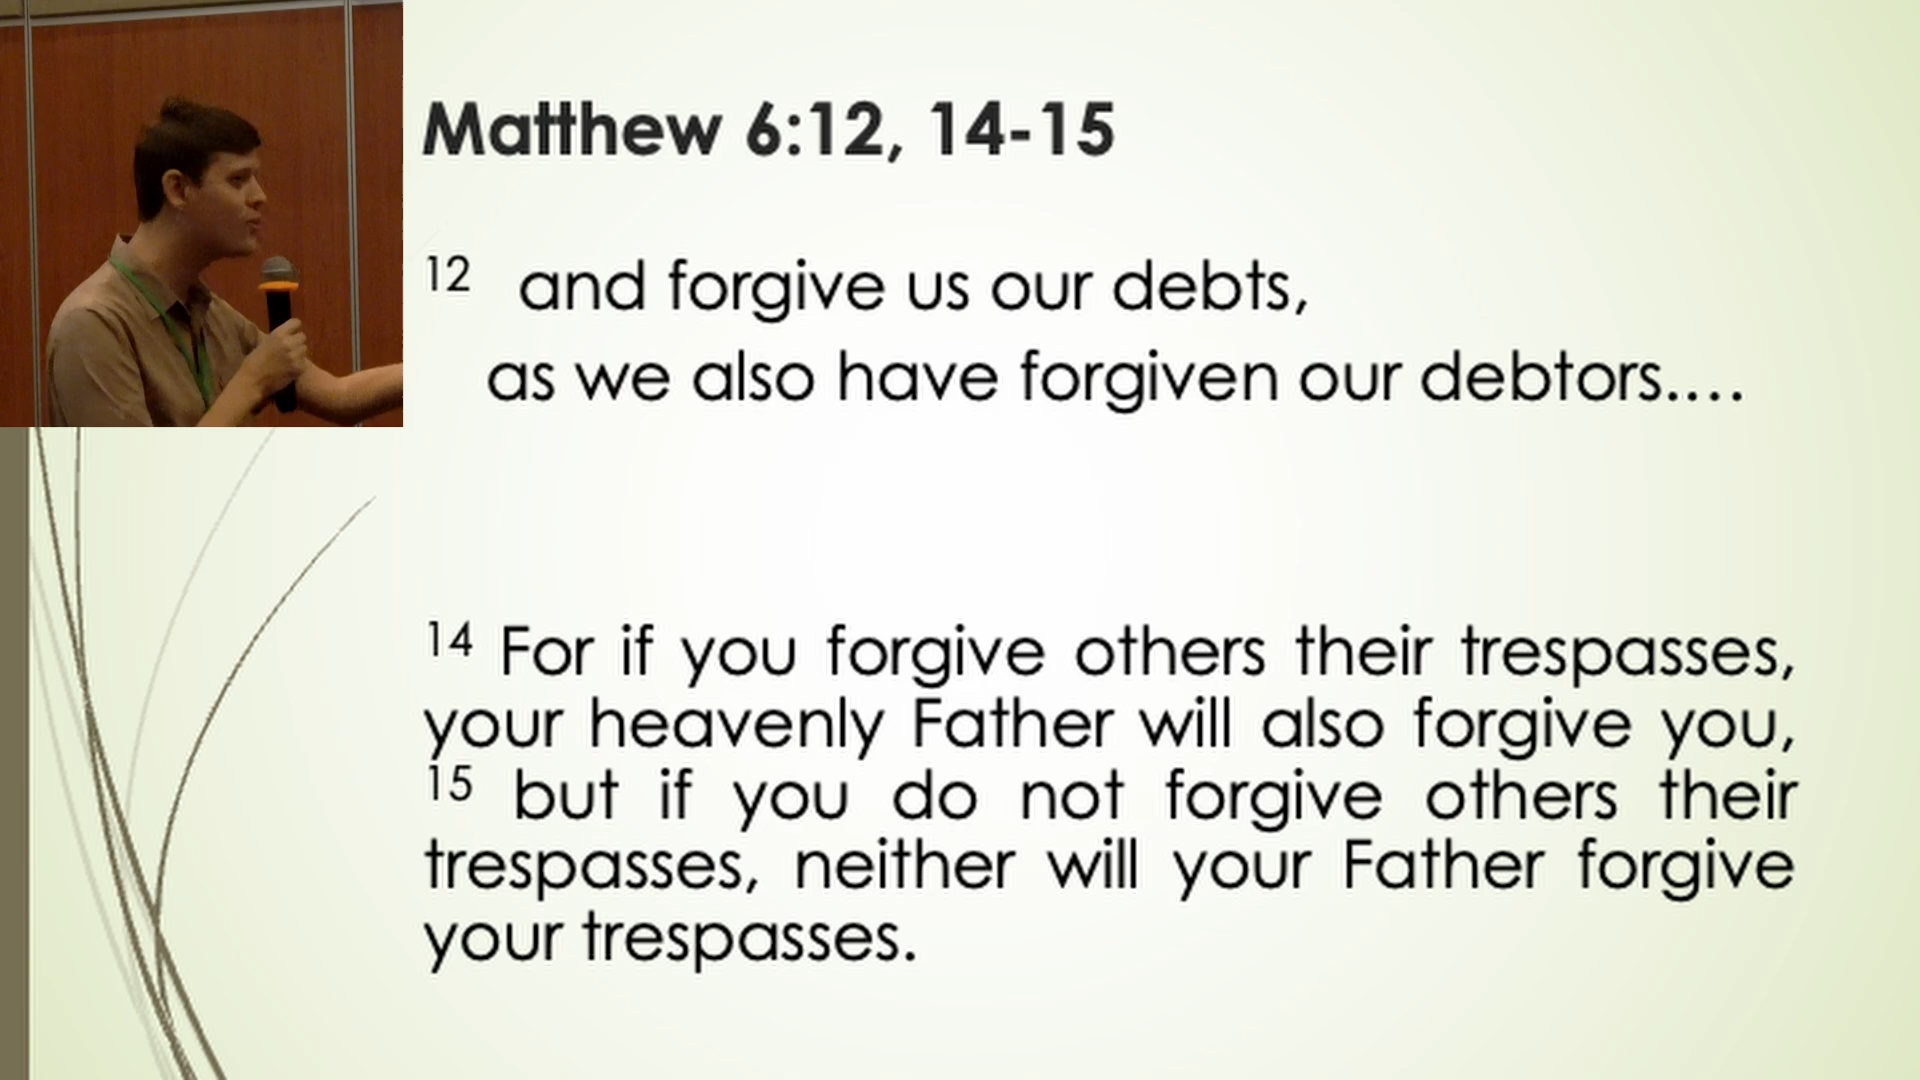 Matthew 6:12, 14-15
12 and forgive us our debts,
as we also have forgiven our debtors....
14 For if you forgive others their trespasses,
your heavenly Father will also forgive you,
15 but if you do not forgive others their
trespasses, neither will your Father forgive
your trespasses.